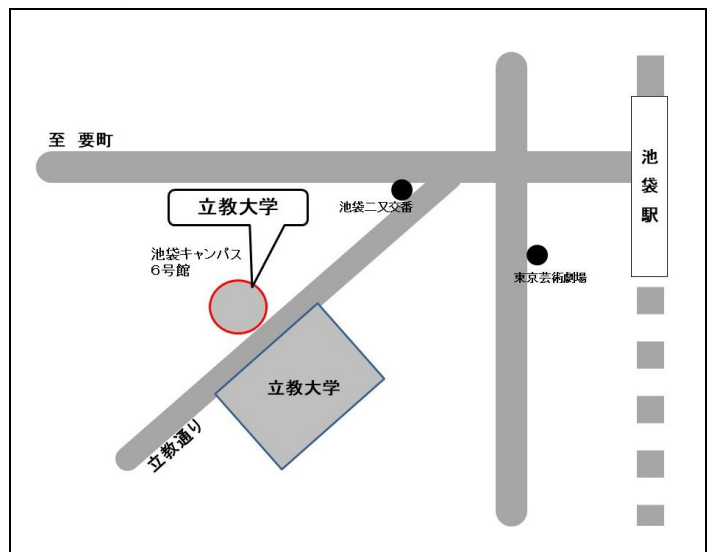 至 要町
池袋駅
立教大学
池袋二又交番
池袋キャンパス
6号館
東京芸術劇場
立教大学
立教通り